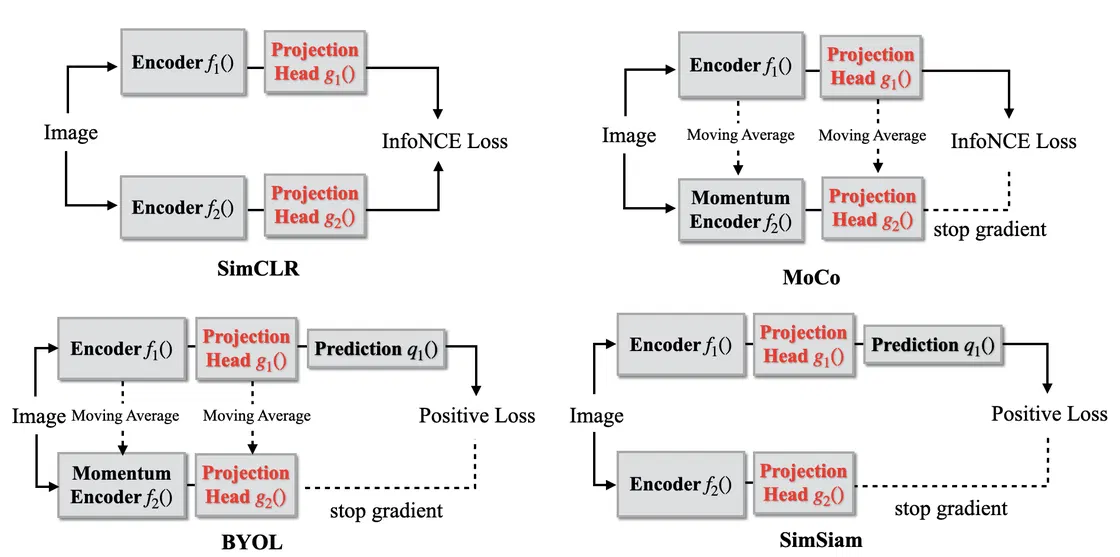 Encoder f₁()
Projection
Head g₁()
Image
InfoNCE Loss
Encoder f₂()
Projection
Head g₂()
SimCLR
Encoder f₁()
Projection
Head g₁()
Image
Moving Average
Moving Average
InfoNCE Loss
Momentum
Encoder f₂()
Projection
Head g₂()
stop gradient
MoCo
Encoder f₁()
Projection
Head g₁()
Prediction q₁()
Image
Moving Average
Moving Average
Positive Loss
Momentum
Encoder f₂()
Projection
Head g₂()
stop gradient
BYOL
Encoder f₁()
Projection
Head g₁()
Prediction q₁()
Image
Positive Loss
Encoder f₂()
Projection
Head g₂()
stop gradient
SimSiam